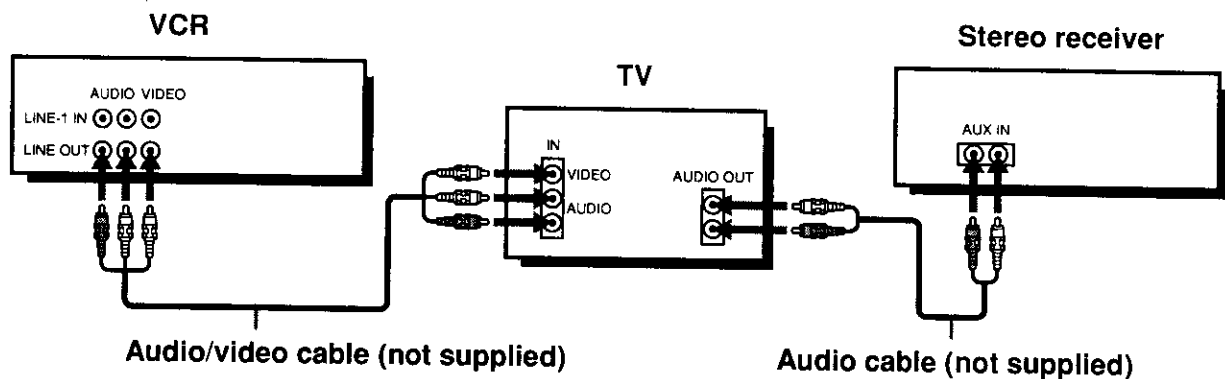 VCR
AUDIO VIDEO
LINE-1 IN
LINE OUT
TV
IN
VIDEO
AUDIO
AUDIO OUT
Stereo receiver
AUX IN
Audio/video cable (not supplied)
Audio cable (not supplied)